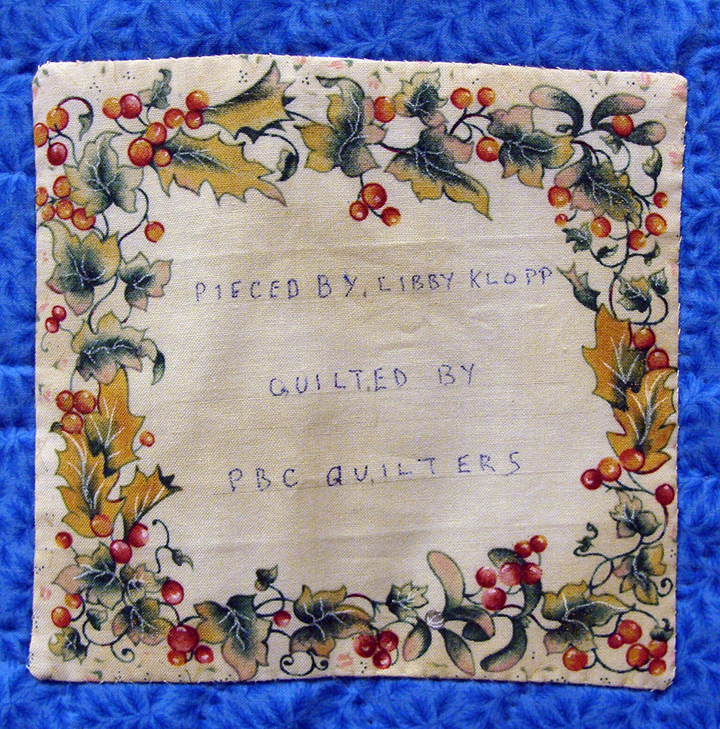 PIECED BY, LIBBY KLOPP
QUILTED BY
PBC QUILTERS